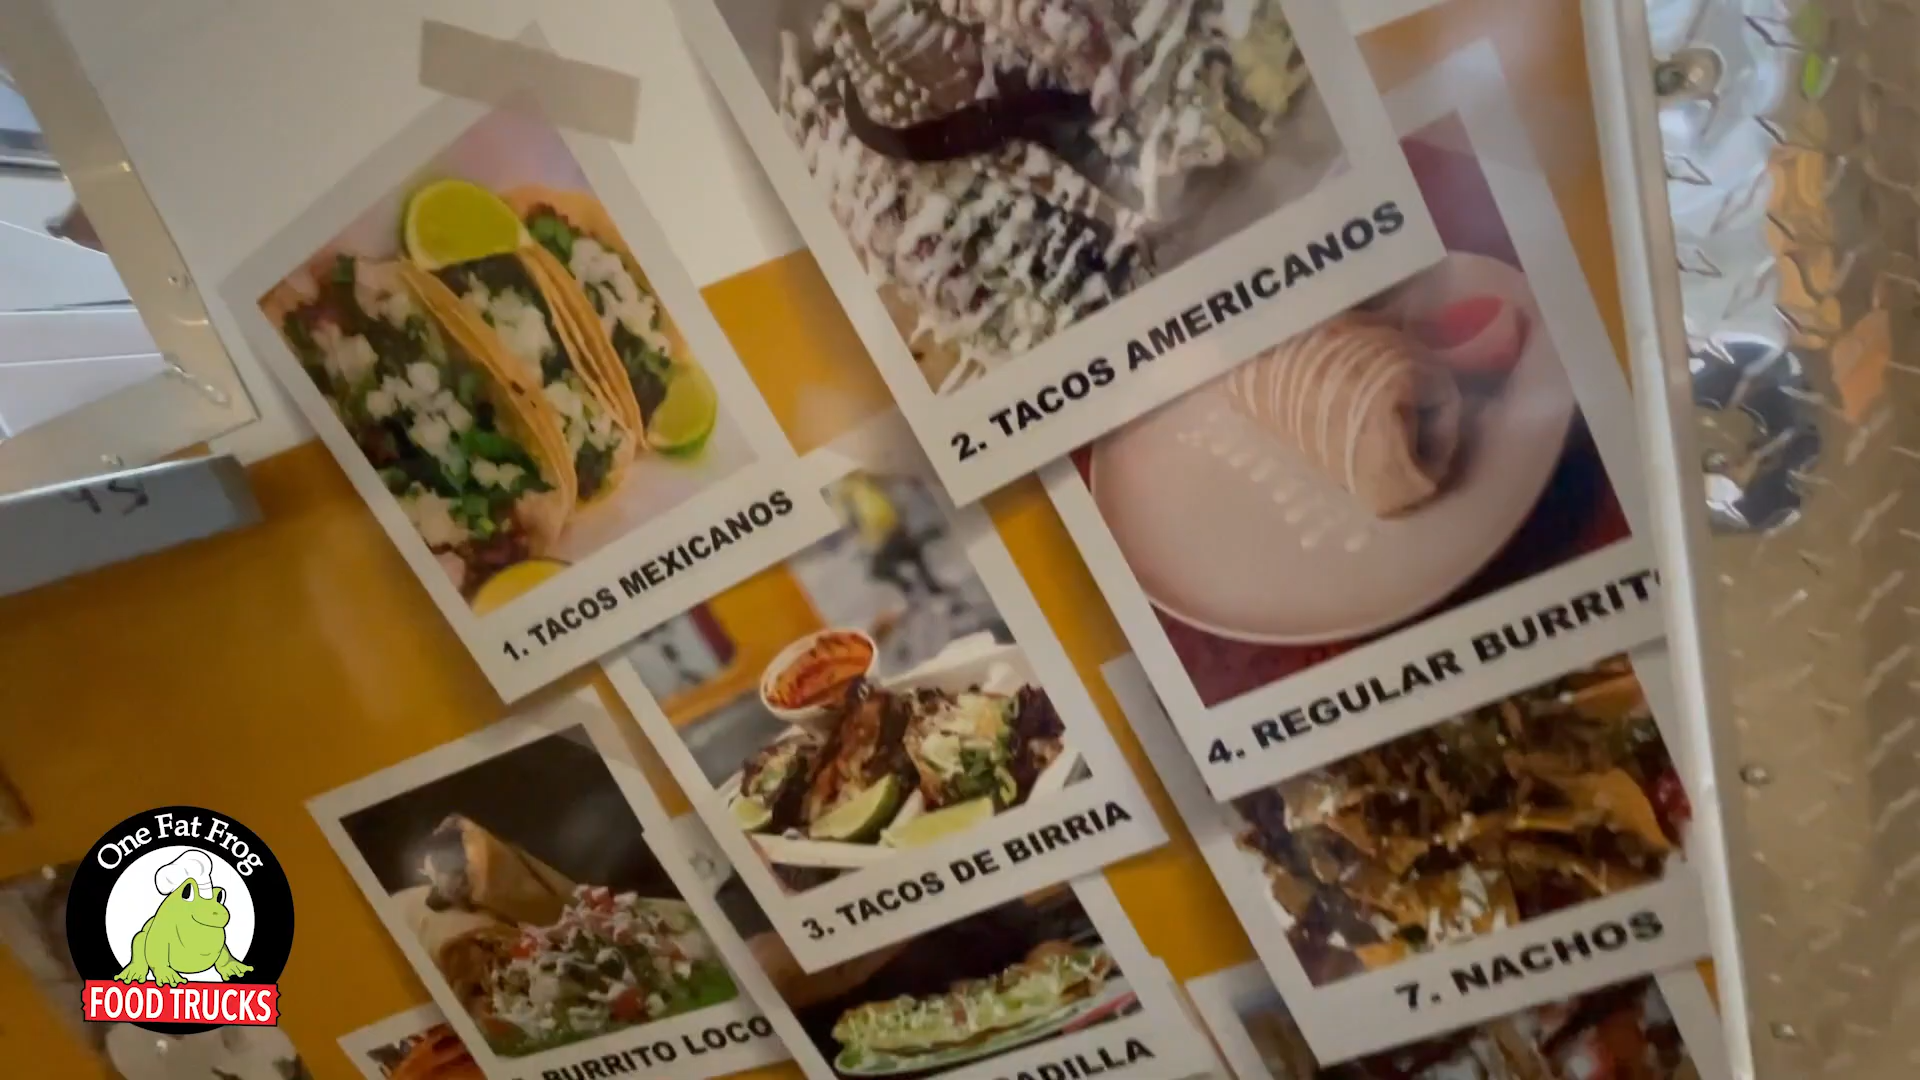 2. TACOS AMERICANOS
1. TACOS MEXICANOS
4. REGULAR BURRIT
3. TACOS DE BIRRIA
7. NACHOS
BURRITO LOCO
ADILLA
One Fat Frog
FOOD TRUCKS